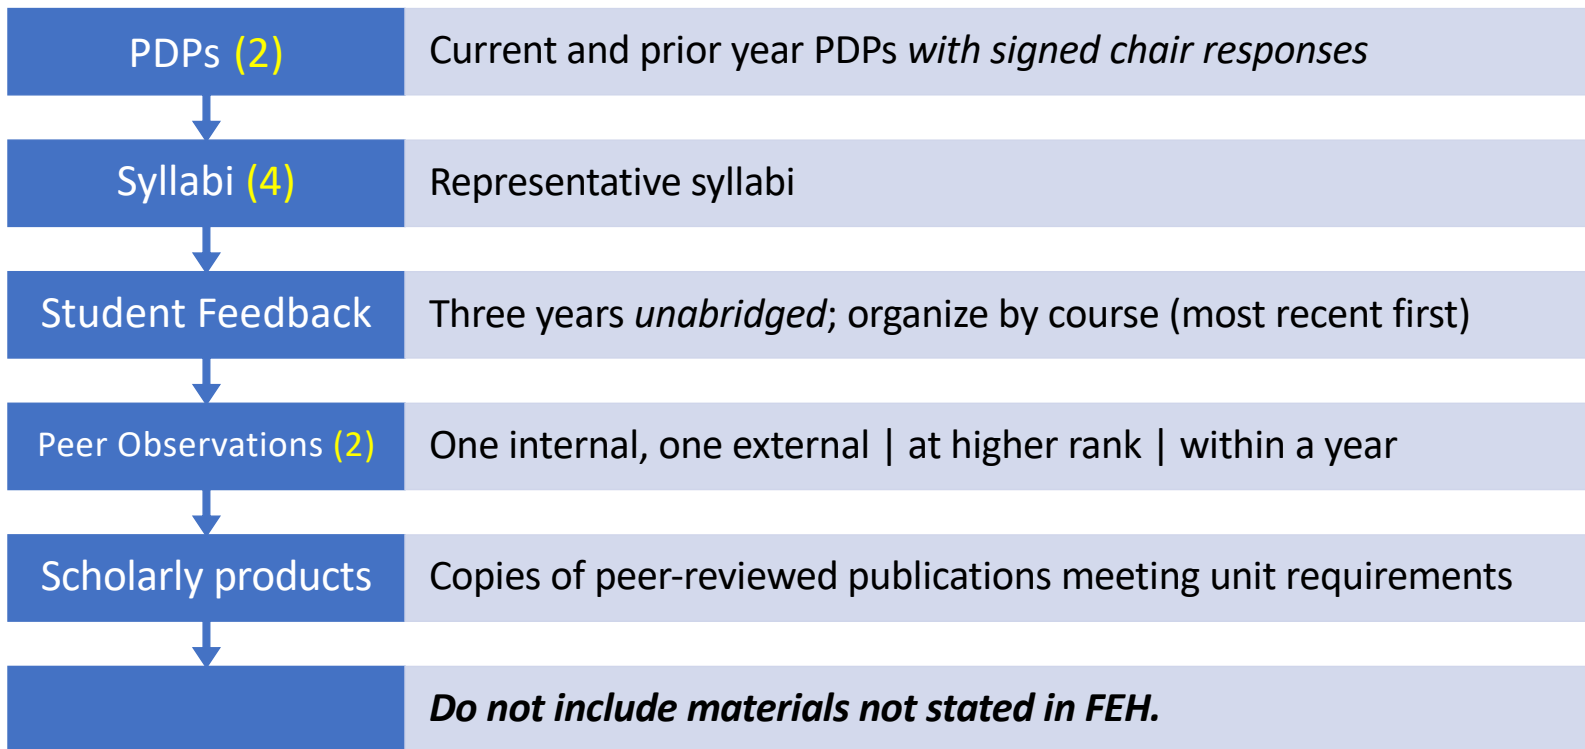 PDPs (2)
Current and prior year PDPs with signed chair responses
Syllabi (4)
Representative syllabi
Student Feedback
Three years unabridged; organize by course (most recent first)
Peer Observations (2)
One internal, one external | at higher rank | within a year
Scholarly products
Copies of peer-reviewed publications meeting unit requirements
Do not include materials not stated in FEH.